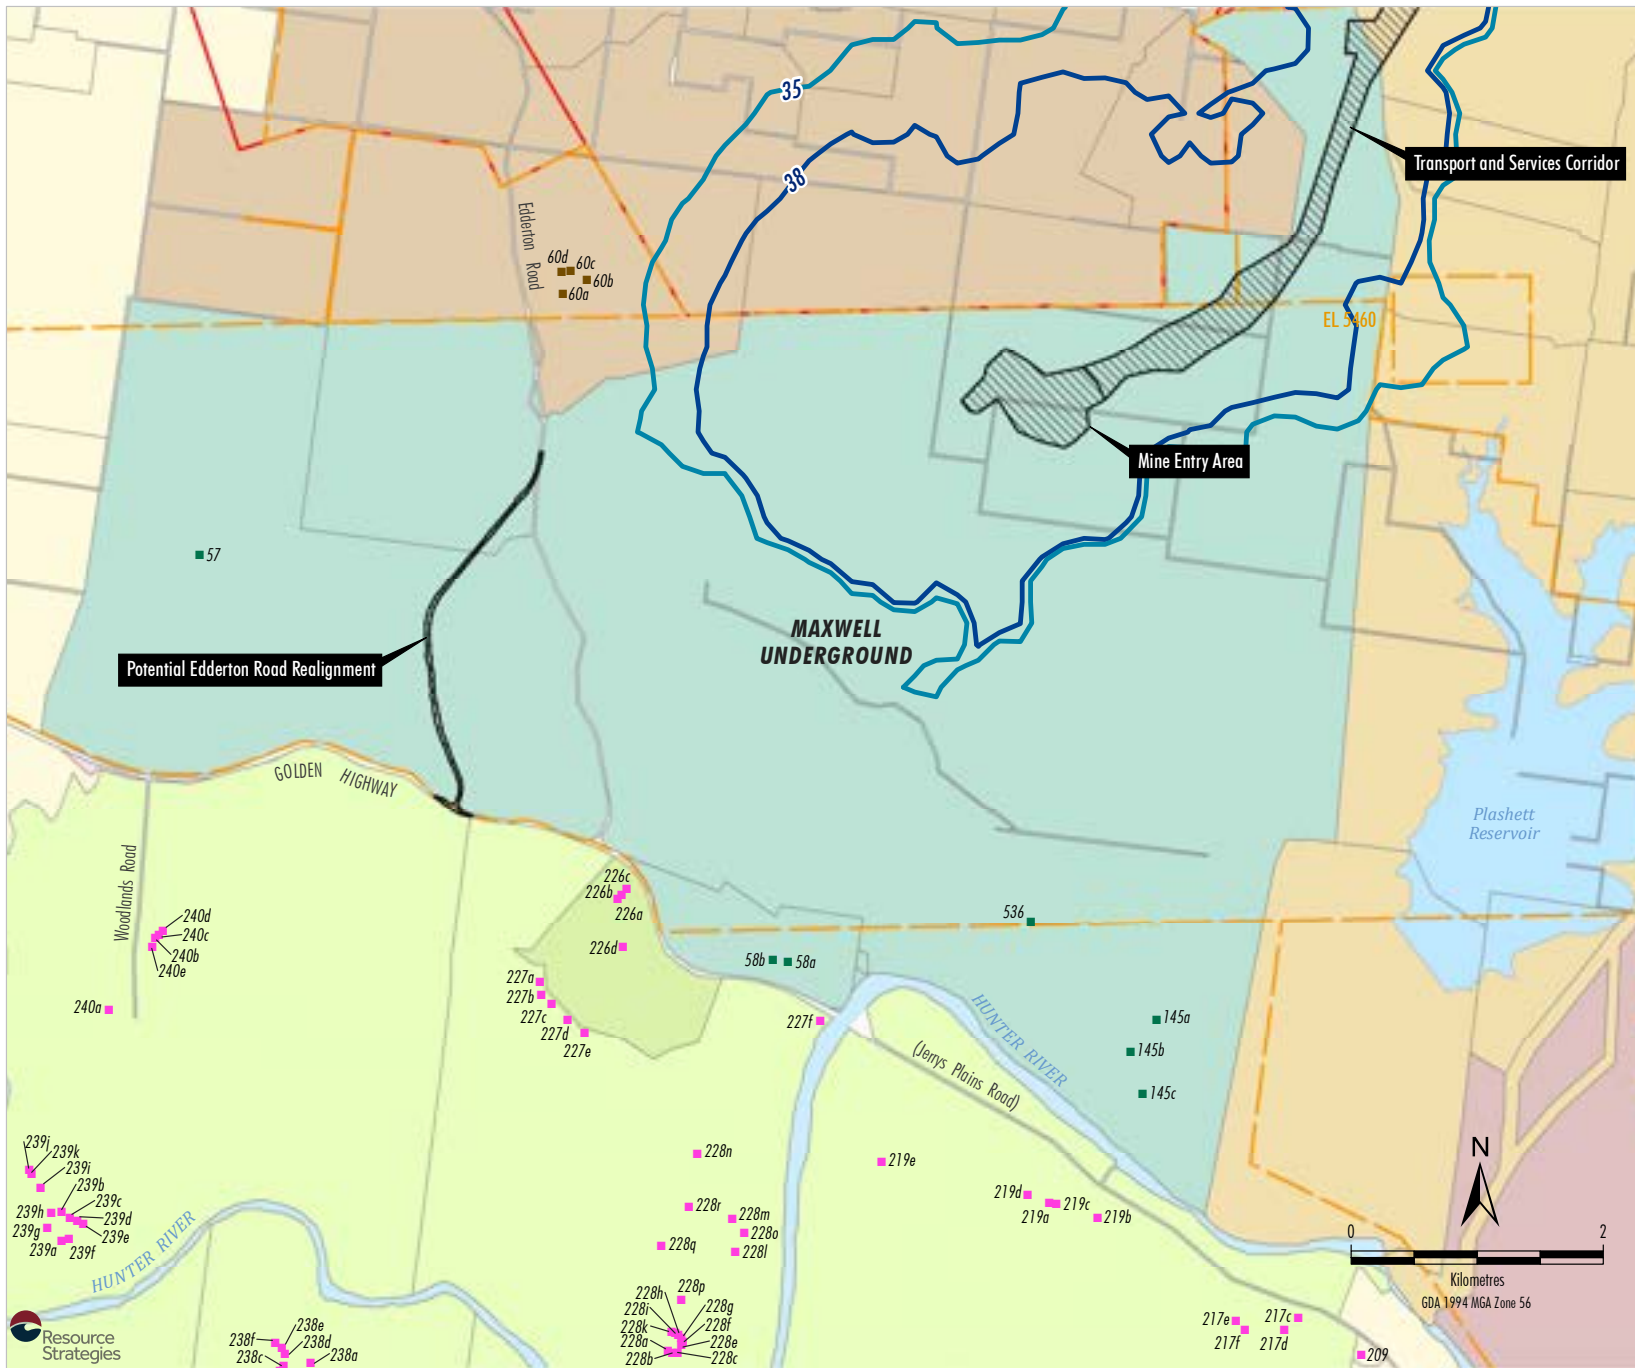 35
38
Transport and Services Corridor
Edderton Road
60d
60c
60b
60a
EL 5460
Mine Entry Area
57
MAXWELL
UNDERGROUND
Potential Edderton Road Realignment
GOLDEN HIGHWAY
Plashett
Reservoir
Woodlands Road
226c
226b
226a
226d
536
58b
58a
240d
240c
240b
240e
240a
227a
227b
227c
227d
227e
227f
HUNTER RIVER
(Jerrys Plains Road)
145a
145b
145c
239j
239k
239i
239b
239c
239d
239e
239h
239g
239a
239f
HUNTER RIVER
228n
228r
228m
228o
228q
228l
228p
228h
228g
228i
228f
228k
228e
228a
228b
228c
219e
219d
219a
219c
219b
N
0
2
Kilometres
GDA 1994 MGA Zone 56
217e
217c
217f
217d
209
238f
238e
238d
238c
238a
Resource
Strategies